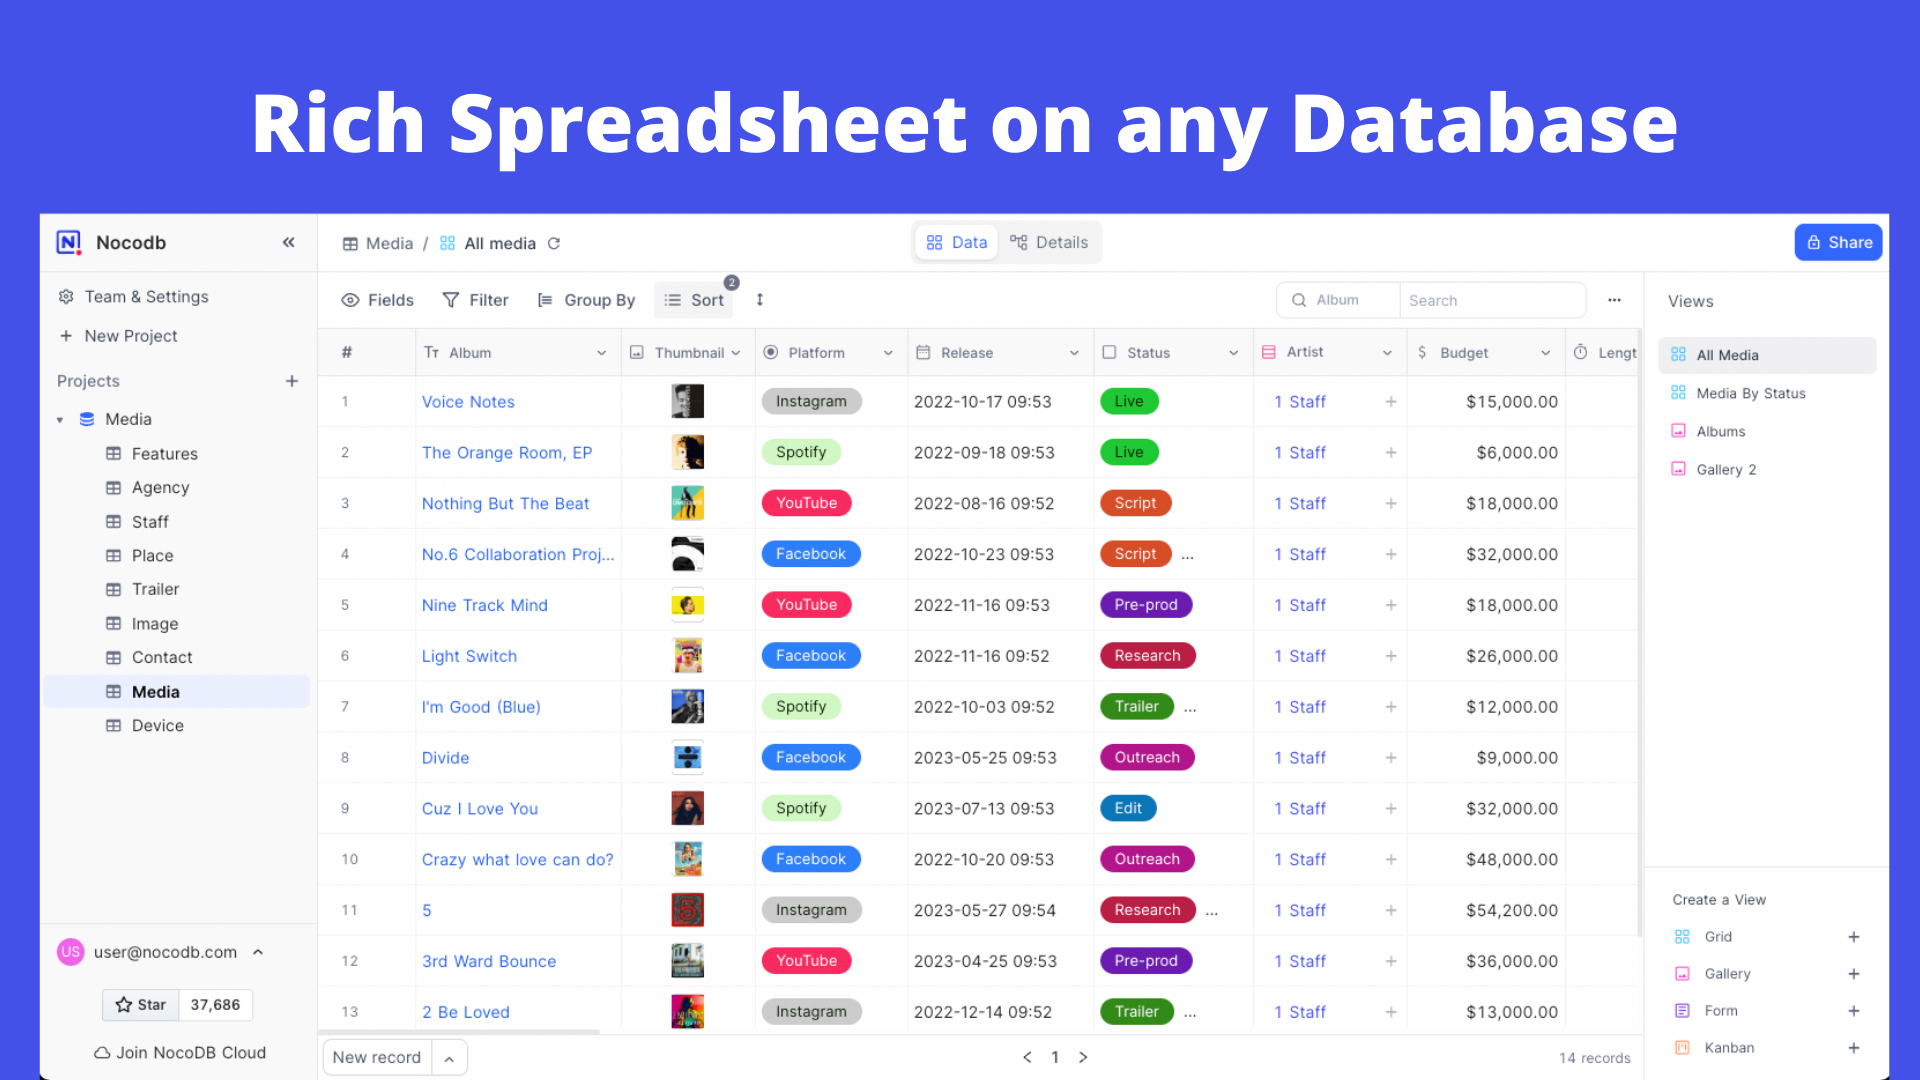 Rich Spreadsheet on any Database
N Nocodb
Media / All media
Data Details
Share
Team & Settings
New Project
Projects
Media
Features
Agency
Staff
Place
Trailer
Image
Contact
Media
Device
US user@nocodb.com
Star 37,686
Join NocoDB Cloud
Fields Filter Group By Sort 2
Album Search ...
# Album Thumbnail Platform Release Status Artist $ Budget Lengt
1 Voice Notes Instagram 2022-10-17 09:53 Live 1 Staff + $15,000.00
2 The Orange Room, EP Spotify 2022-09-18 09:53 Live 1 Staff + $6,000.00
3 Nothing But The Beat YouTube 2022-08-16 09:52 Script 1 Staff + $18,000.00
4 No.6 Collaboration Proj... Facebook 2022-10-23 09:53 Script ... 1 Staff + $32,000.00
5 Nine Track Mind YouTube 2022-11-16 09:53 Pre-prod 1 Staff + $18,000.00
6 Light Switch Facebook 2022-11-16 09:52 Research 1 Staff + $26,000.00
7 I'm Good (Blue) Spotify 2022-10-03 09:52 Trailer ... 1 Staff + $12,000.00
8 Divide Facebook 2023-05-25 09:53 Outreach 1 Staff + $9,000.00
9 Cuz I Love You Spotify 2023-07-13 09:53 Edit 1 Staff + $32,000.00
10 Crazy what love can do? Facebook 2022-10-20 09:53 Outreach 1 Staff + $48,000.00
11 5 Instagram 2023-05-27 09:54 Research ... 1 Staff + $54,200.00
12 3rd Ward Bounce YouTube 2023-04-25 09:53 Pre-prod 1 Staff + $36,000.00
13 2 Be Loved Instagram 2022-12-14 09:52 Trailer ... 1 Staff + $13,000.00
New record
< 1 >
14 records
Views
All Media
Media By Status
Albums
Gallery 2
Create a View
Grid +
Gallery +
Form +
Kanban +